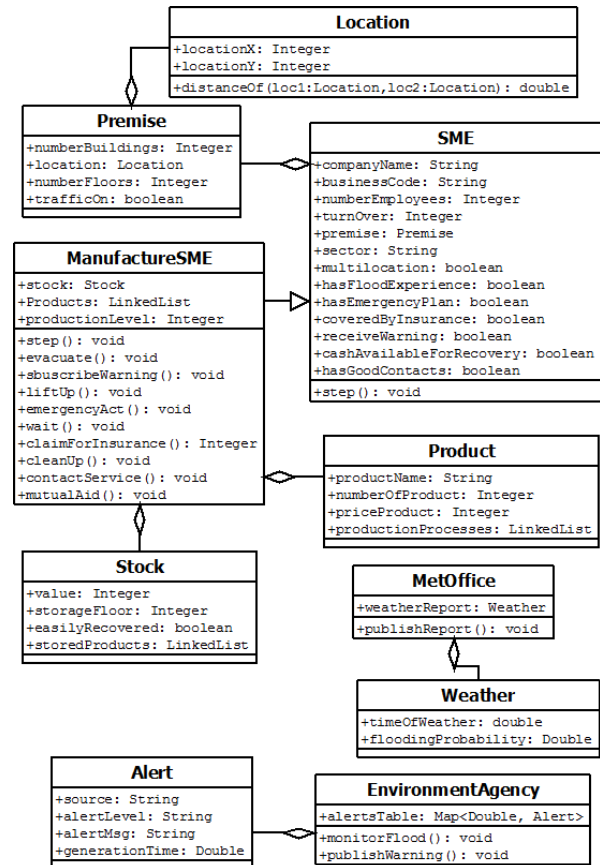 Location
+locationX: Integer
+locationY: Integer
+distanceOf(loc1:Location,loc2:Location): double
Premise
+numberBuildings: Integer
+location: Location
+numberFloors: Integer
+trafficOn: boolean
SME
+companyName: String
+businessCode: String
+numberEmployees: Integer
+turnOver: Integer
+premise: Premise
+sector: String
+multilocation: boolean
+hasFloodExperience: boolean
+hasEmergencyPlan: boolean
+coveredByInsurance: boolean
+receiveWarning: boolean
+cashAvailableForRecovery: boolean
+hasGoodContacts: boolean
+step(): void
ManufactureSME
+stock: Stock
+Products: LinkedList
+productionLevel: Integer
+step(): void
+evacuate(): void
+sbuscribeWarning(): void
+liftUp(): void
+emergencyAct(): void
+wait(): void
+claimForInsurance(): Integer
+cleanUp(): void
+contactService(): void
+mutualAid(): void
Product
+productName: String
+numberOfProduct: Integer
+priceProduct: Integer
+productionProcesses: LinkedList
Stock
+value: Integer
+storageFloor: Integer
+easilyRecovered: boolean
+storedProducts: LinkedList
MetOffice
+weatherReport: Weather
+publishReport(): void
Weather
+timeOfWeather: double
+floodingProbability: Double
Alert
+source: String
+alertLevel: String
+alertMsg: String
+generationTime: Double
EnvironmentAgency
+alertsTable: Map<Double, Alert>
+monitorFlood(): void
+publishWarning(): void